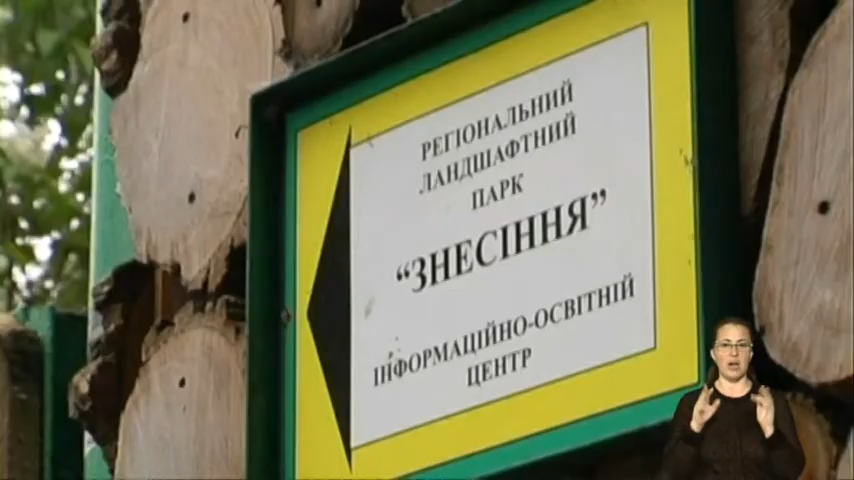 РЕГІОНАЛЬНИЙ
ЛАНДШАФТНИЙ
ПАРК
“ЗНЕСІННЯ”
ІНФОРМАЦІЙНО-ОСВІТНІЙ
ЦЕНТР